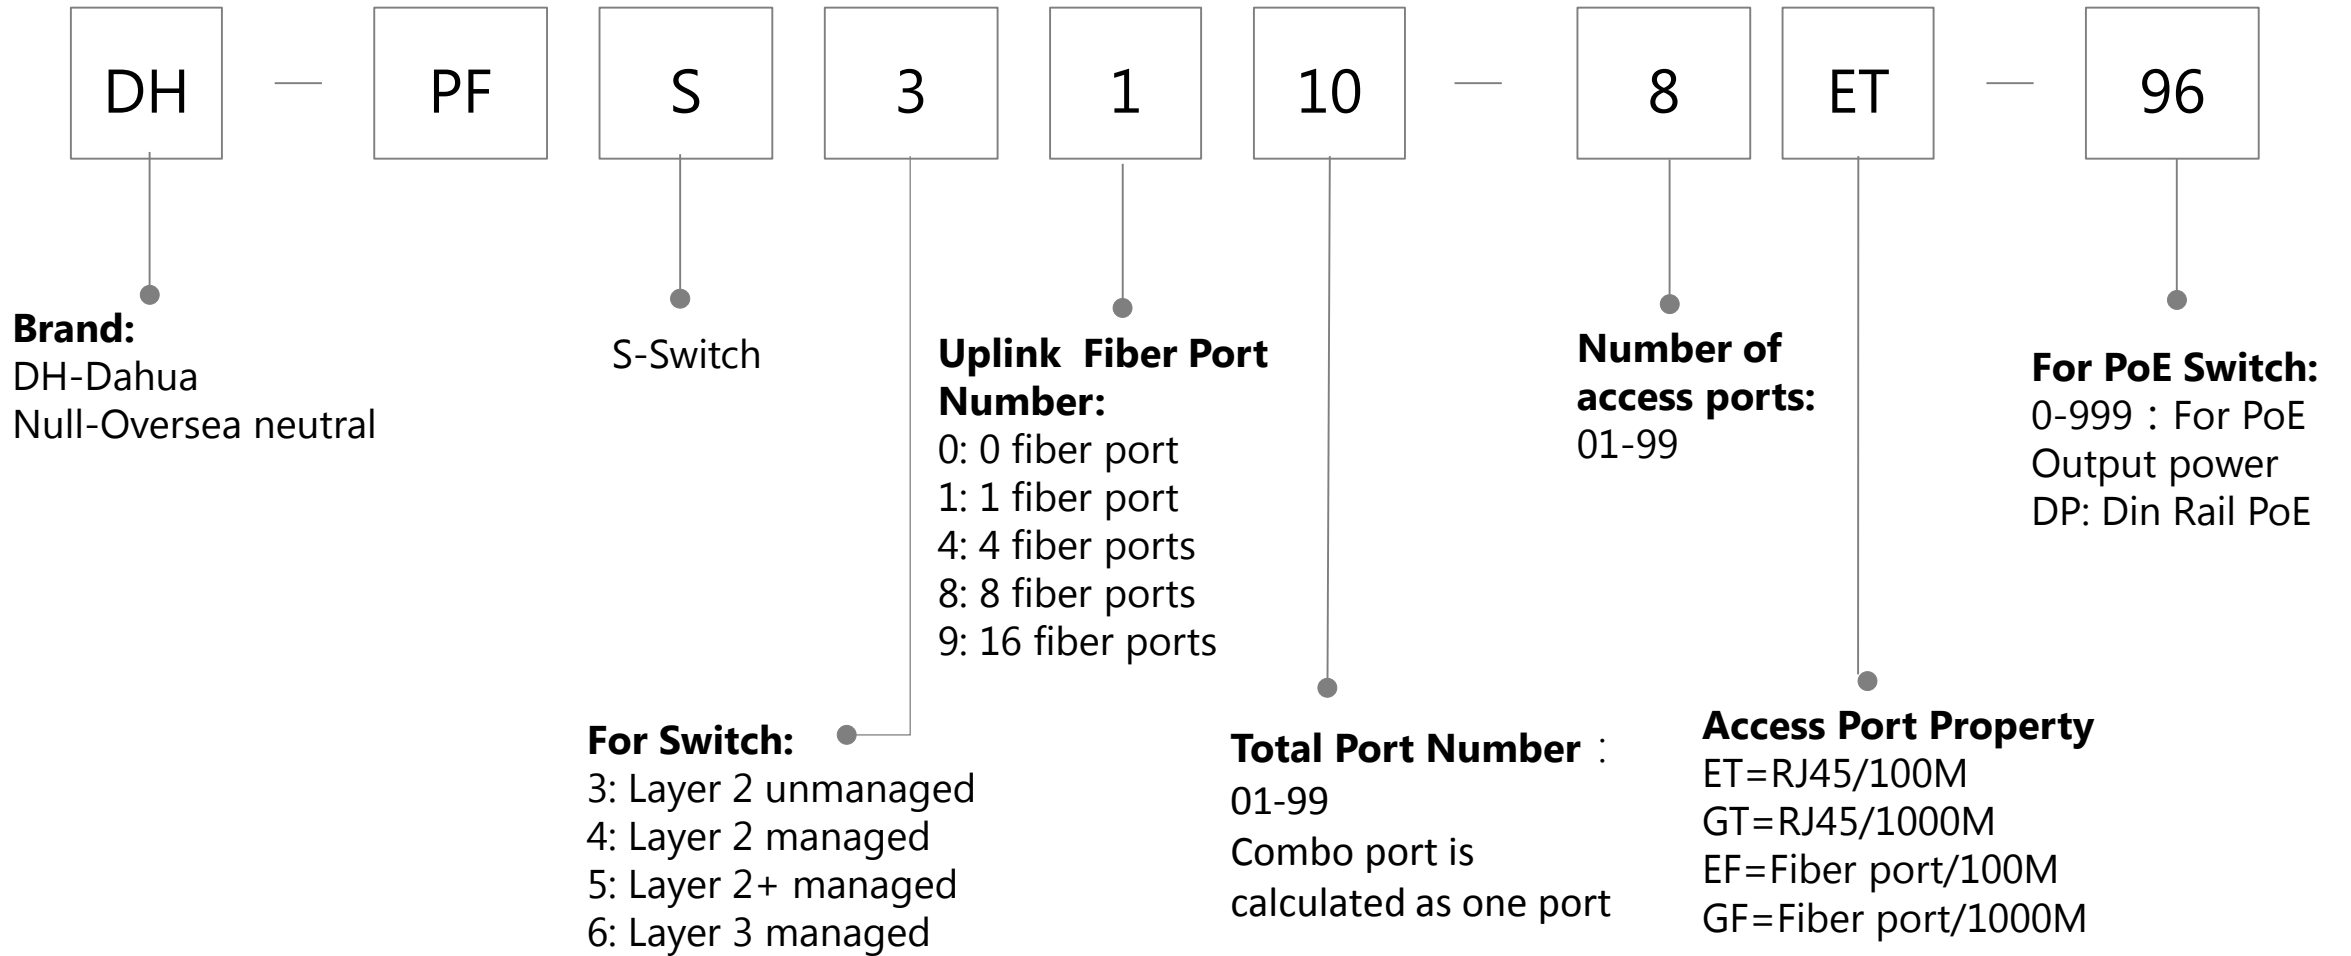 DH — PF S 3 1 10 — 8 ET — 96
Brand:
DH-Dahua
Null-Oversea neutral
S-Switch
Uplink Fiber Port
Number:
0: 0 fiber port
1: 1 fiber port
4: 4 fiber ports
8: 8 fiber ports
9: 16 fiber ports
Number of
access ports:
01-99
For PoE Switch:
0-999：For PoE
Output power
DP: Din Rail PoE
For Switch:
3: Layer 2 unmanaged
4: Layer 2 managed
5: Layer 2+ managed
6: Layer 3 managed
Total Port Number：
01-99
Combo port is
calculated as one port
Access Port Property
ET=RJ45/100M
GT=RJ45/1000M
EF=Fiber port/100M
GF=Fiber port/1000M